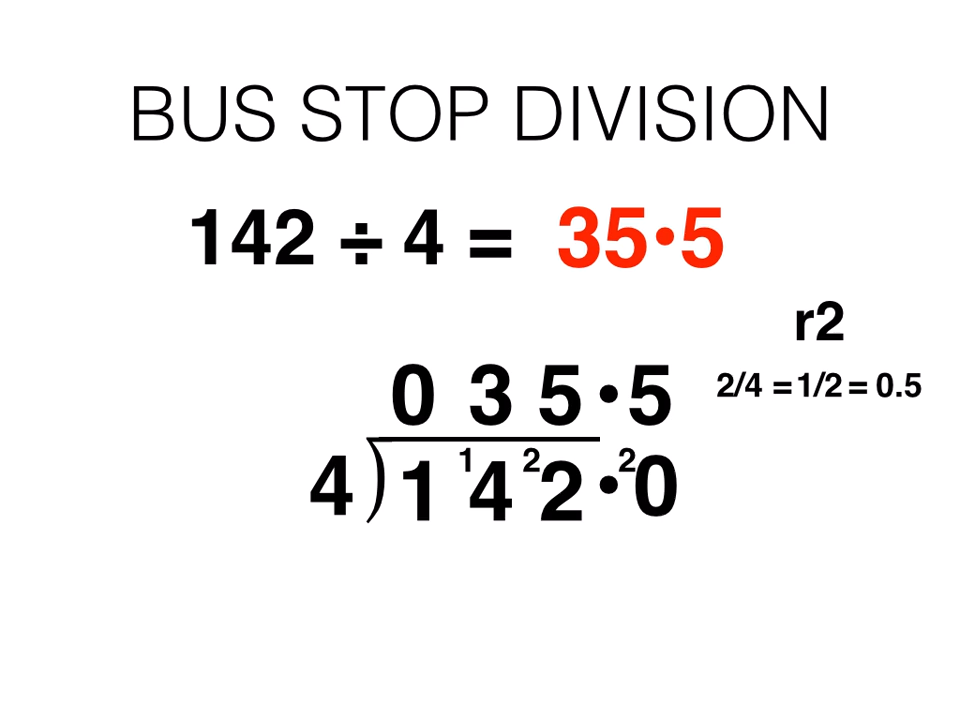 BUS STOP DIVISION
142 ÷ 4 = 35·5
r2
2/4 = 1/2 = 0.5
0 3 5·5
4)1 ¹4 ²2·²0